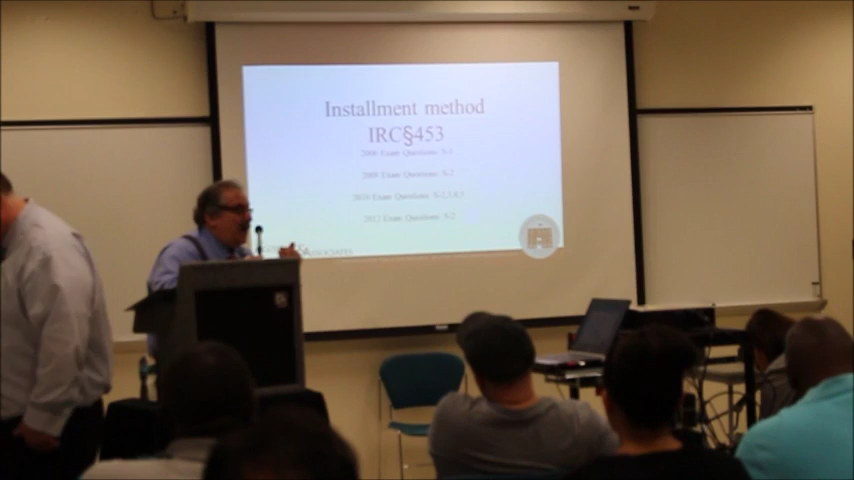 Installment method
IRC§453
2006 Exam Questions: S-1
2008 Exam Questions: S-2
2010 Exam Questions: S-2,3,4,5
2012 Exam Questions: S-2
ASSOCIATES